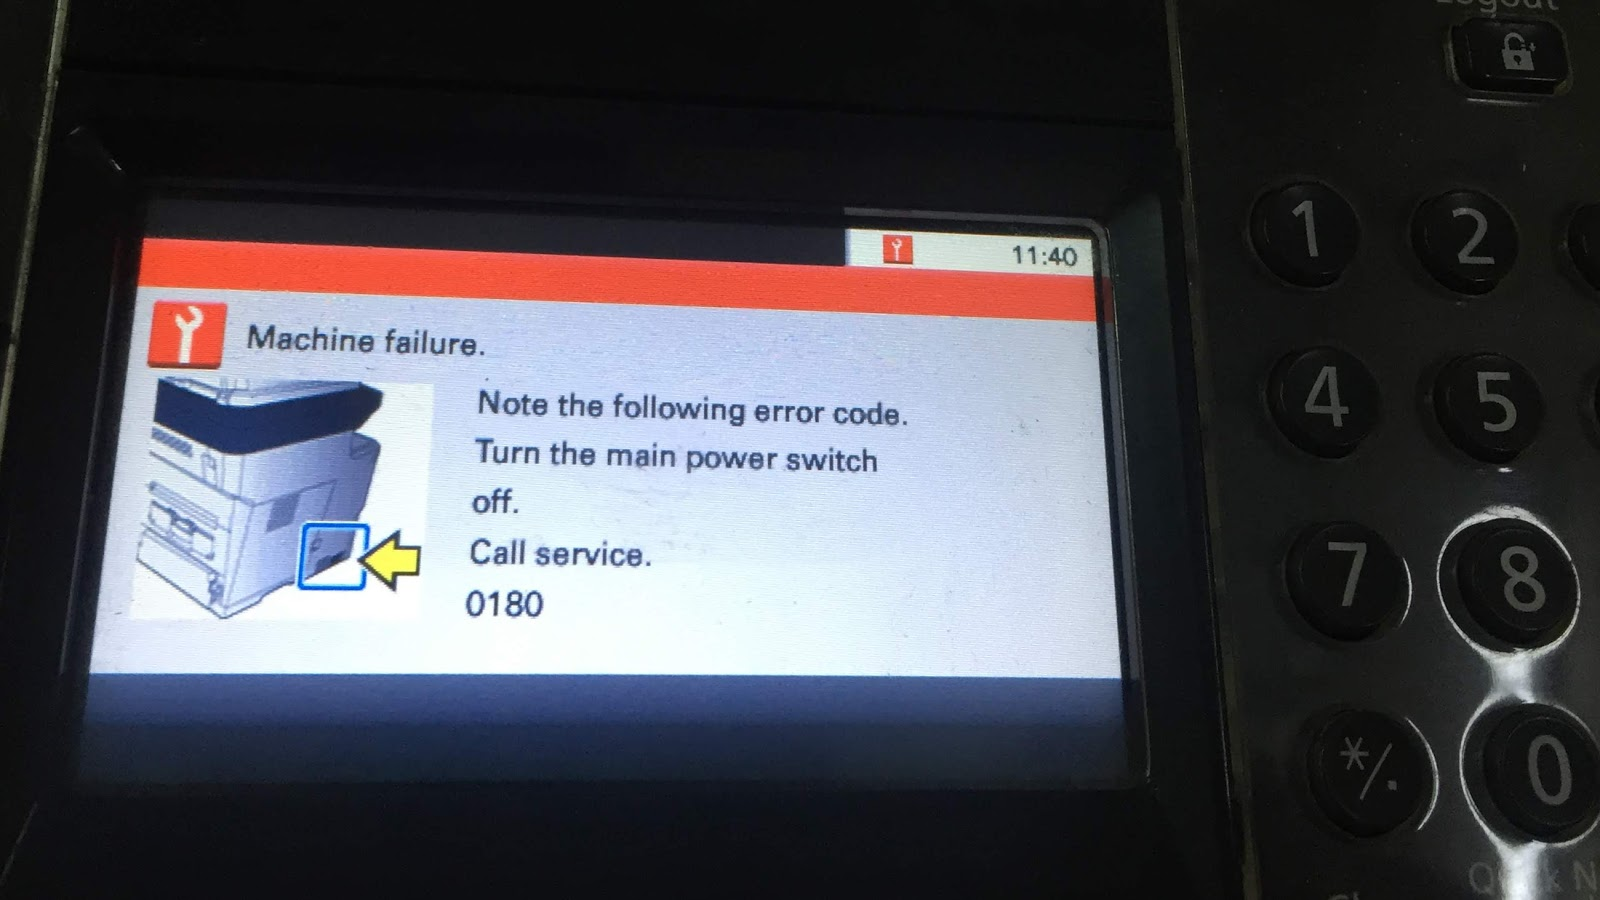 Logout
11:40
Machine failure.
Note the following error code.
Turn the main power switch
off.
Call service.
0180
1
2
4
5
7
8
*/.
0